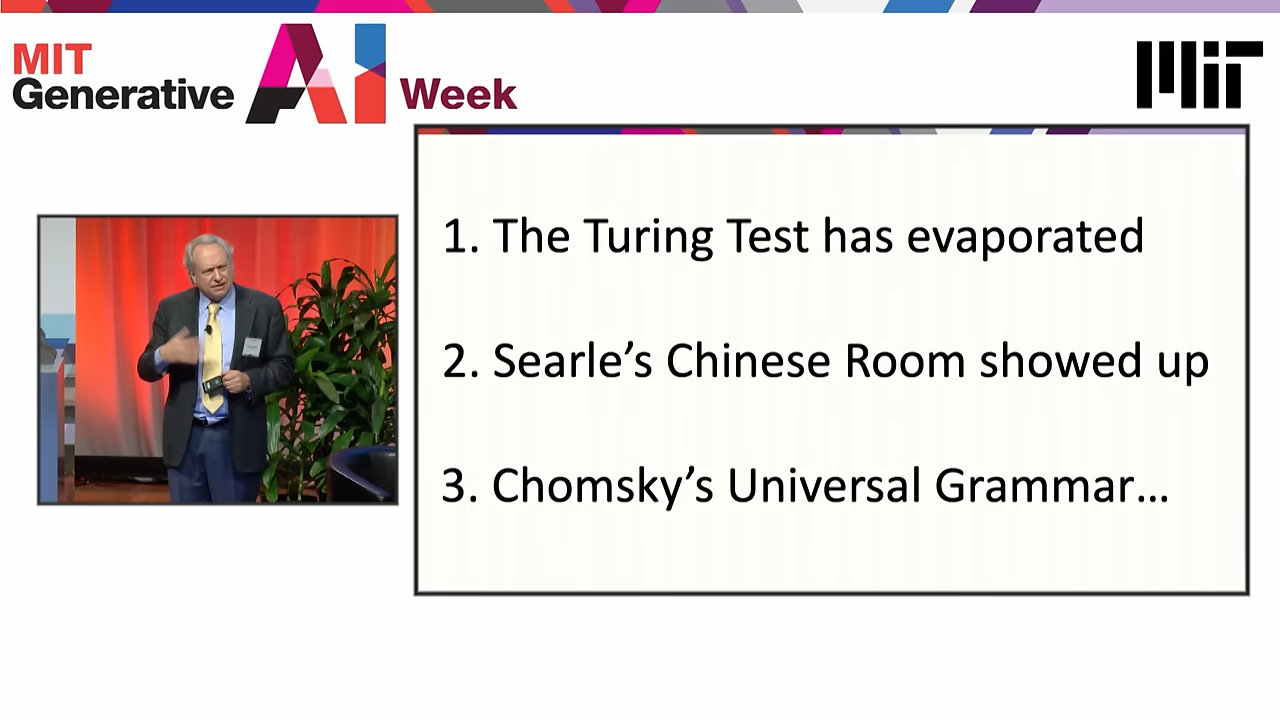 MIT
Generative AI Week
MIT
1. The Turing Test has evaporated
2. Searle’s Chinese Room showed up
3. Chomsky’s Universal Grammar…